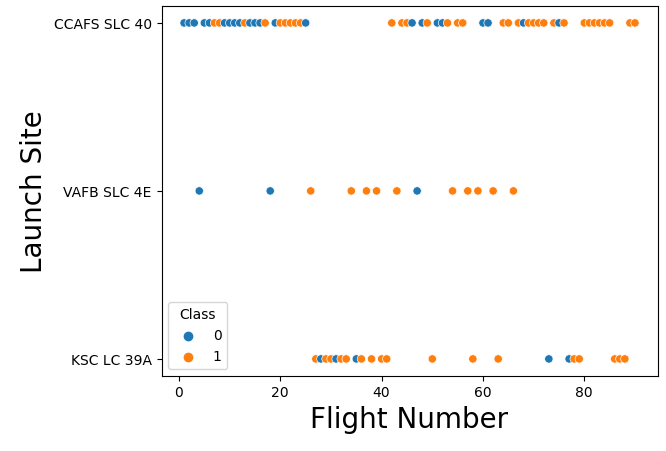 CCAFS SLC 40
VAFB SLC 4E
KSC LC 39A
Launch Site
Class
0
1
0 20 40 60 80
Flight Number